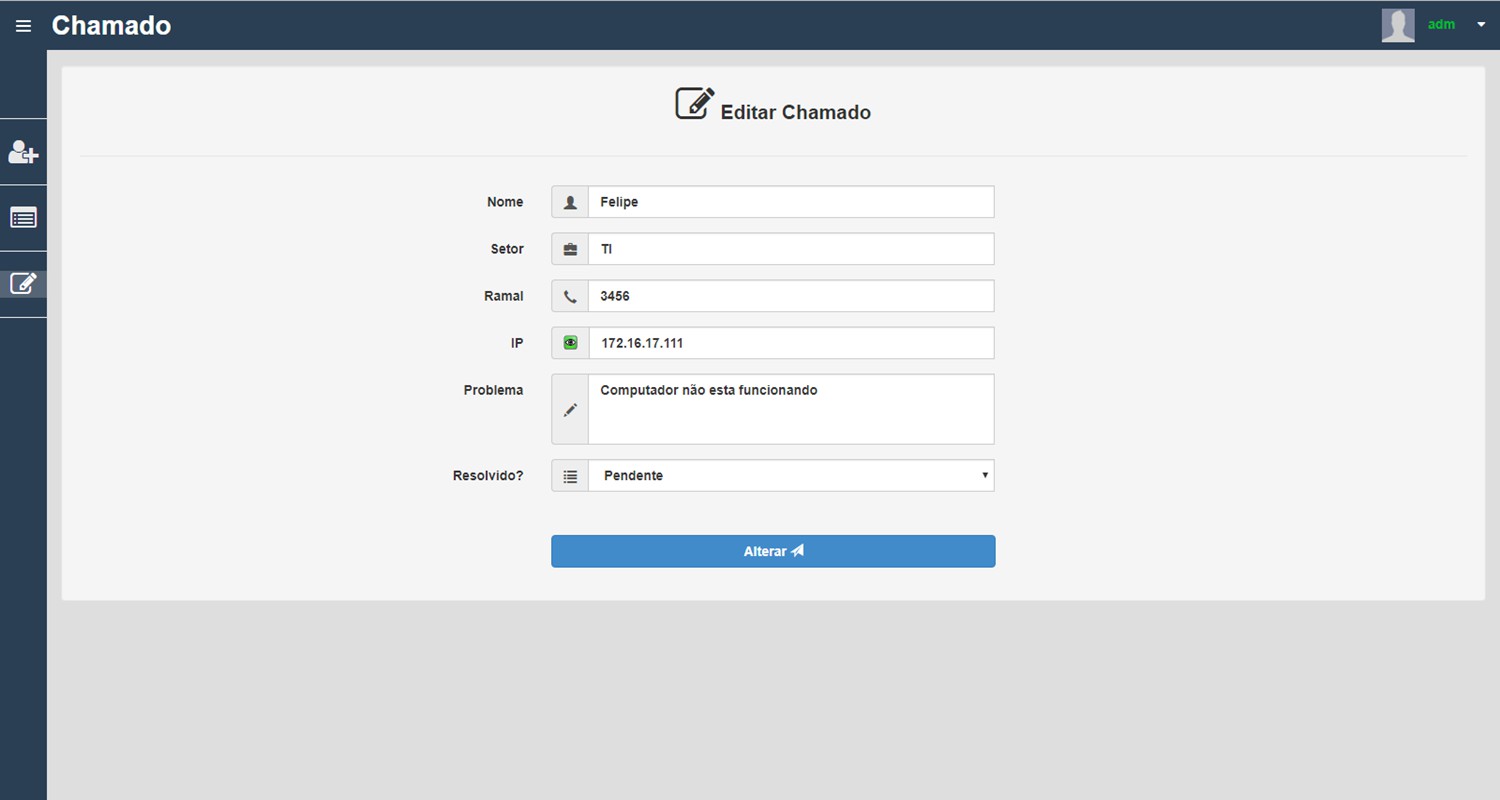 Chamado
adm
Editar Chamado
Nome
Felipe
Setor
TI
Ramal
3456
IP
172.16.17.111
Problema
Computador não esta funcionando
Resolvido?
Pendente
Alterar